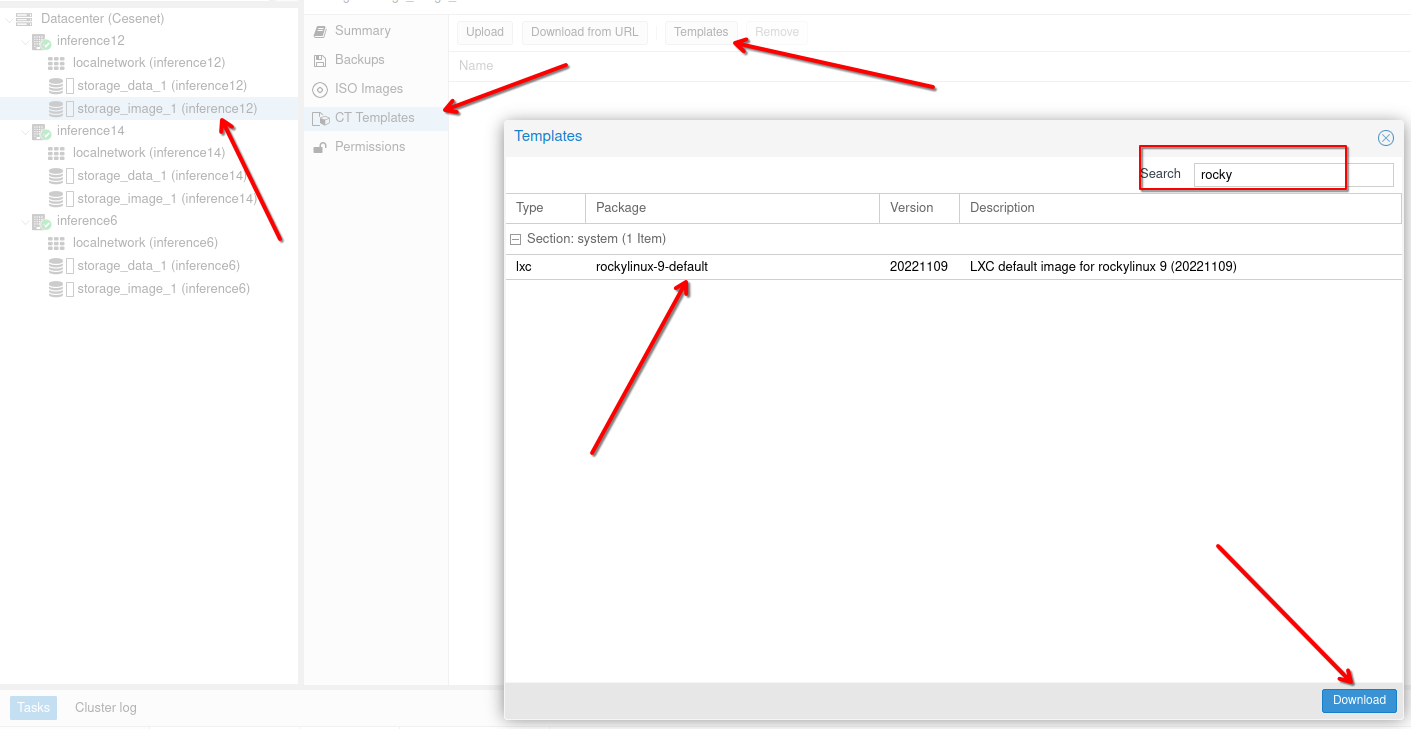 Datacenter (Cesenet)
inference12
localnetwork (inference12)
storage_data_1 (inference12)
storage_image_1 (inference12)
inference14
localnetwork (inference14)
storage_data_1 (inference14)
storage_image_1 (inference14)
inference6
localnetwork (inference6)
storage_data_1 (inference6)
storage_image_1 (inference6)
Summary
Backups
ISO Images
CT Templates
Permissions
Upload Download from URL Templates Remove
Name
Templates
Search rocky
Type Package Version Description
Section: system (1 Item)
lxc rockylinux-9-default 20221109 LXC default image for rockylinux 9 (20221109)
Download
Tasks Cluster log